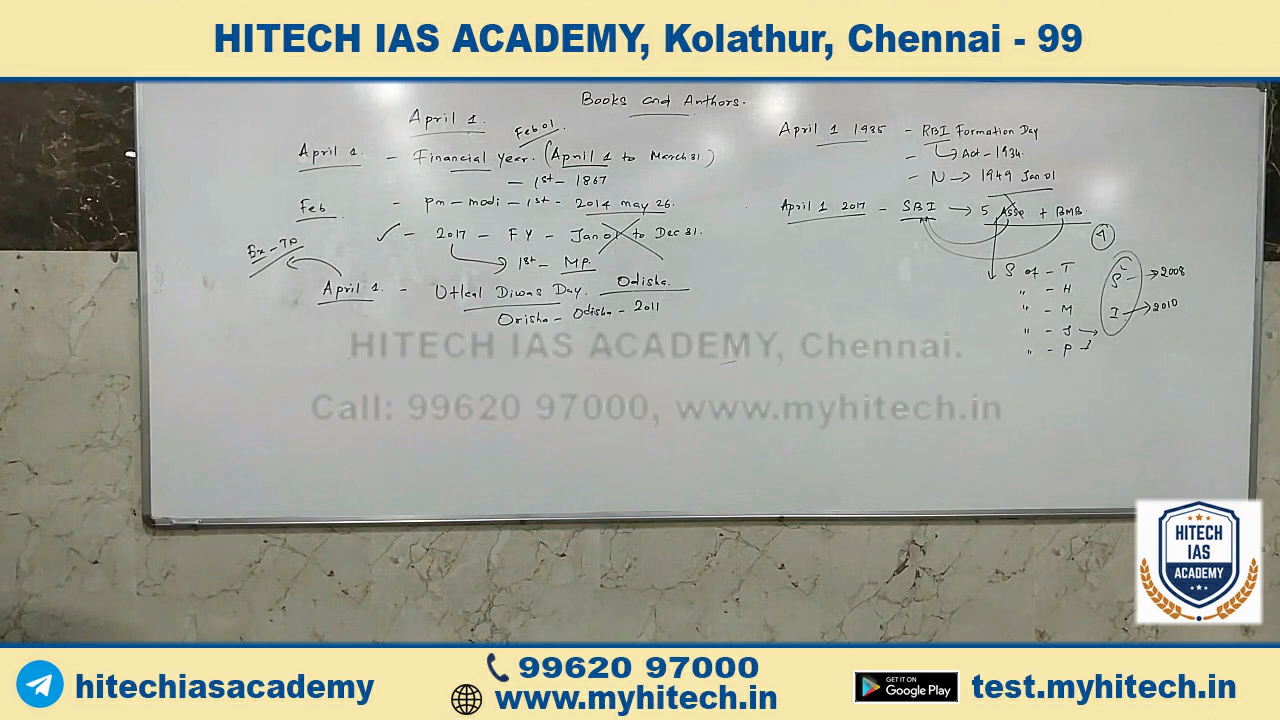 HITECH IAS ACADEMY, Kolathur, Chennai - 99
Books and Authors.
April 1.
Feb 01.
April 1. - Financial Year. (April 1 to March 31)
- 1st - 1867
Feb - Pm - modi - 1st - 2014 may 26.
✓ - 2017 - FY - Jan 01 to Dec 31.
1st - MP.
April 1. - Utkal Diwas Day. Odisha.
Orisha - Odisha - 2011
April 1 1935 - RBI Formation Day
- Act - 1934.
- N → 1949 Jan 01
April 1 2017 - SBI → 5 Asso + BMB.
S of - T
" - H
" - M
" - J
" - P
S - → 2008
I → 2010
HITECH IAS ACADEMY, Chennai.
Call: 99620 97000, www.myhitech.in
HITECH
IAS
ACADEMY
hitechiasacademy
99620 97000
www.myhitech.in
GET IT ON
Google Play
test.myhitech.in